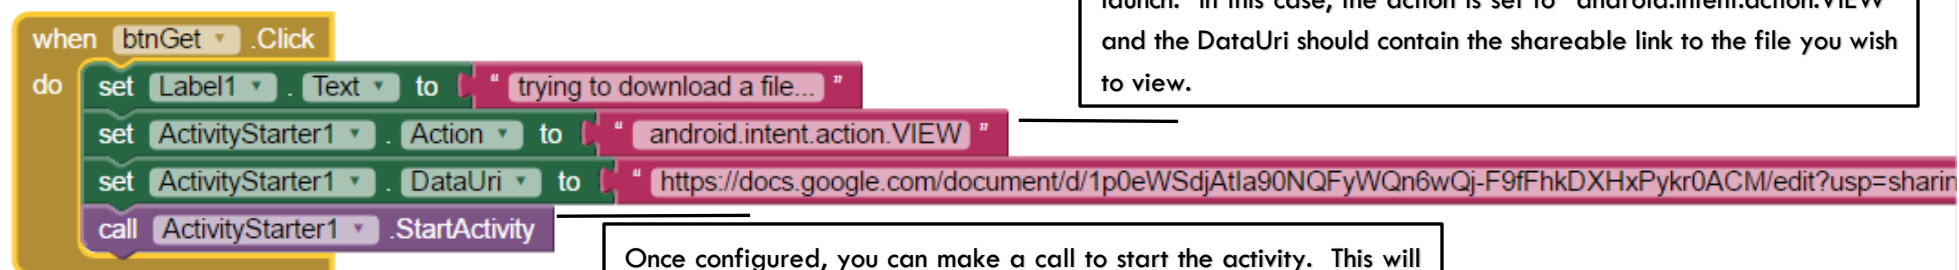 launch. In this case, the action is set to "android.intent.action.VIEW"
and the DataUri should contain the shareable link to the file you wish
to view.
when btnGet .Click
do set Label1 . Text to " trying to download a file... "
set ActivityStarter1 . Action to " android.intent.action.VIEW "
set ActivityStarter1 . DataUri to " https://docs.google.com/document/d/1p0eWSdjAtIa90NQFyWQn6wQj-F9fFhkDXHxPykr0ACM/edit?usp=sharin
call ActivityStarter1 .StartActivity
Once configured, you can make a call to start the activity. This will